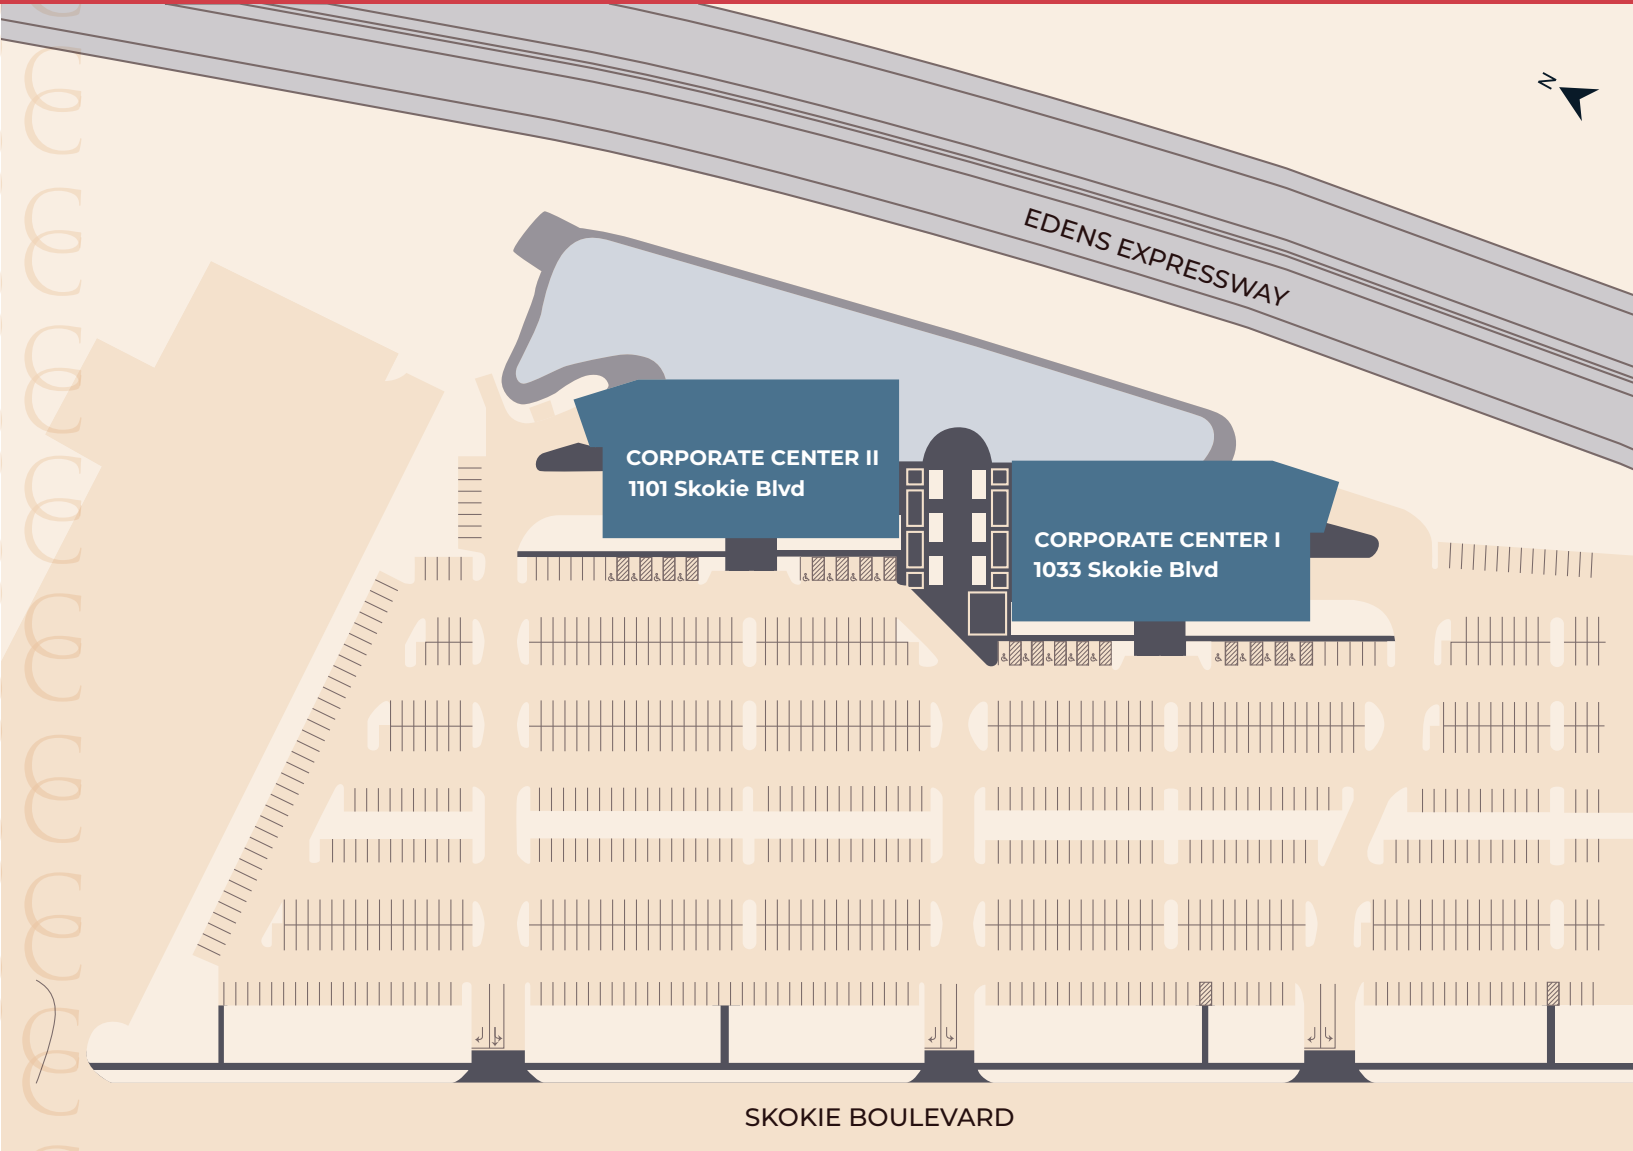 N
EDENS EXPRESSWAY
CORPORATE CENTER II
1101 Skokie Blvd
CORPORATE CENTER I
1033 Skokie Blvd
SKOKIE BOULEVARD